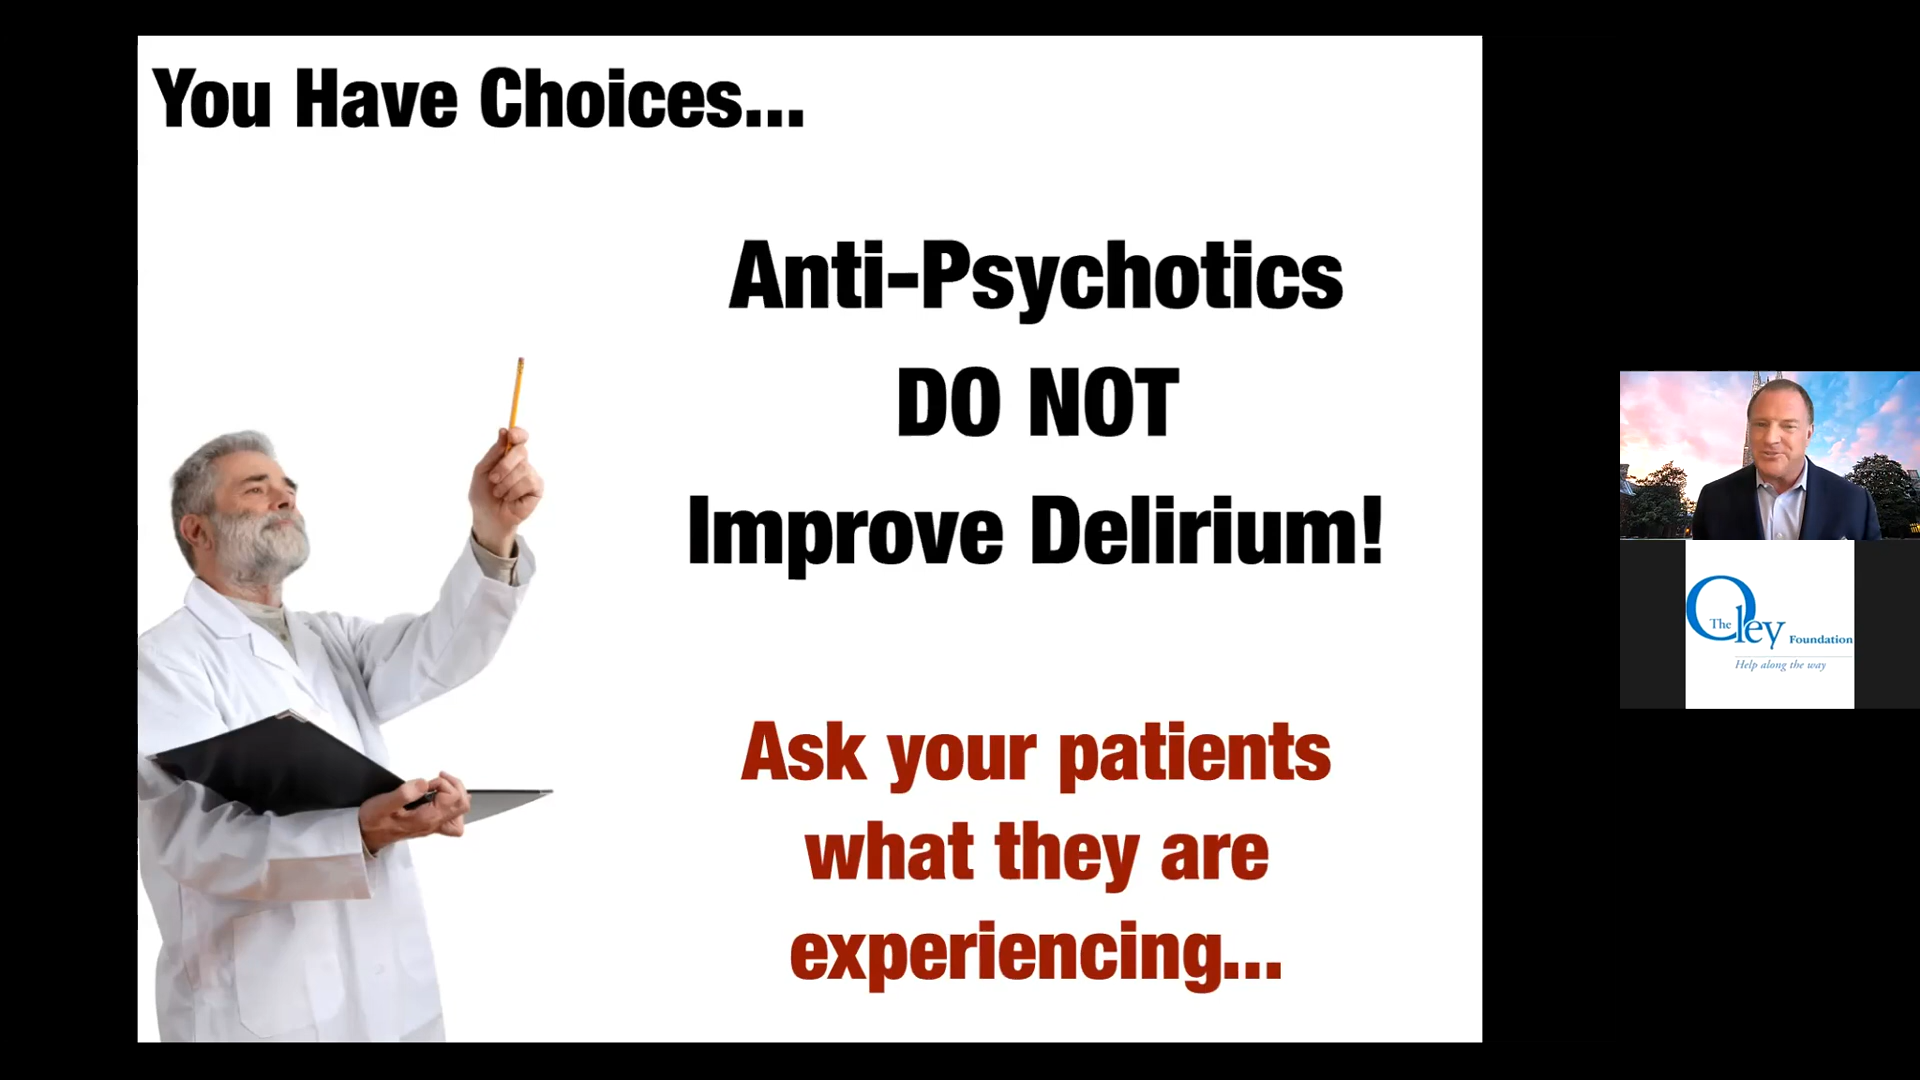 You Have Choices...
Anti-Psychotics
DO NOT
Improve Delirium!
Ask your patients
what they are
experiencing...
The Oley Foundation
Help along the way